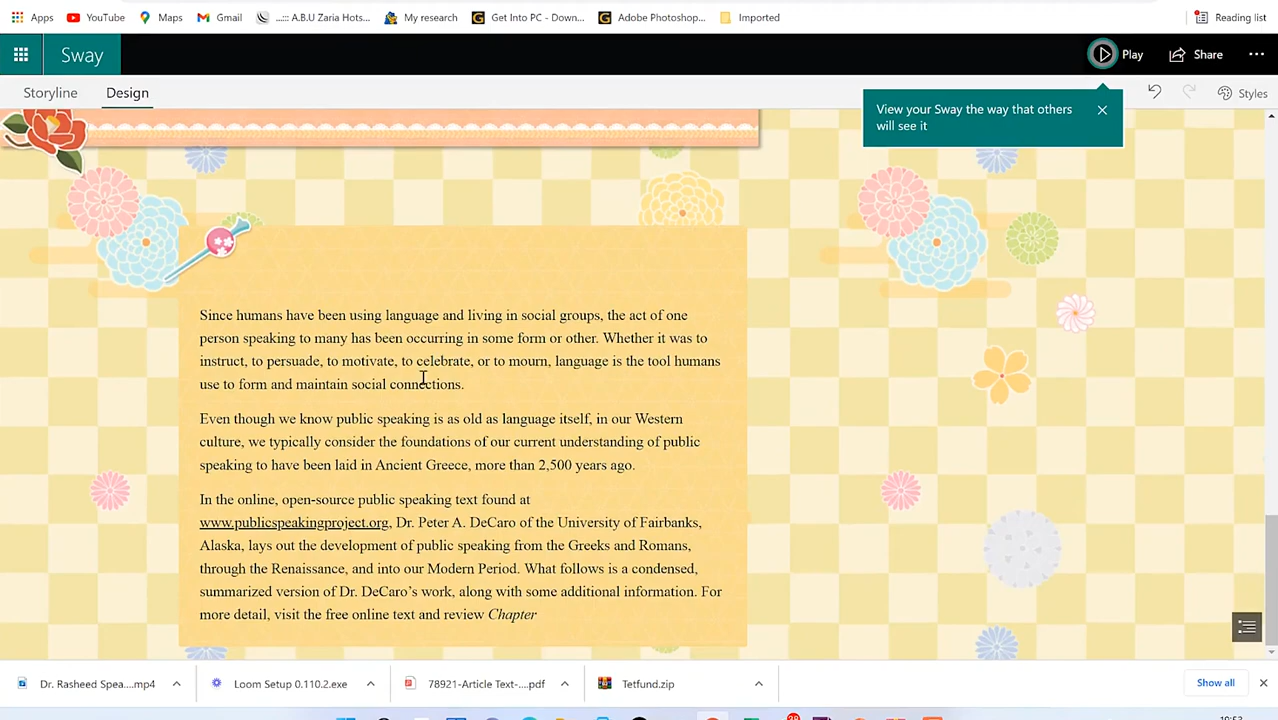 Apps YouTube Maps Gmail ...::: A.B.U Zaria Hots... My research Get Into PC - Down... Adobe Photoshop... Imported Reading list
Sway Play Share
Storyline Design Styles
View your Sway the way that others
will see it
Since humans have been using language and living in social groups, the act of one
person speaking to many has been occurring in some form or other. Whether it was to
instruct, to persuade, to motivate, to celebrate, or to mourn, language is the tool humans
use to form and maintain social connections.
Even though we know public speaking is as old as language itself, in our Western
culture, we typically consider the foundations of our current understanding of public
speaking to have been laid in Ancient Greece, more than 2,500 years ago.
In the online, open-source public speaking text found at
www.publicspeakingproject.org, Dr. Peter A. DeCaro of the University of Fairbanks,
Alaska, lays out the development of public speaking from the Greeks and Romans,
through the Renaissance, and into our Modern Period. What follows is a condensed,
summarized version of Dr. DeCaro’s work, along with some additional information. For
more detail, visit the free online text and review Chapter
Dr. Rasheed Spea....mp4 Loom Setup 0.110.2.exe 78921-Article Text-....pdf Tetfund.zip Show all